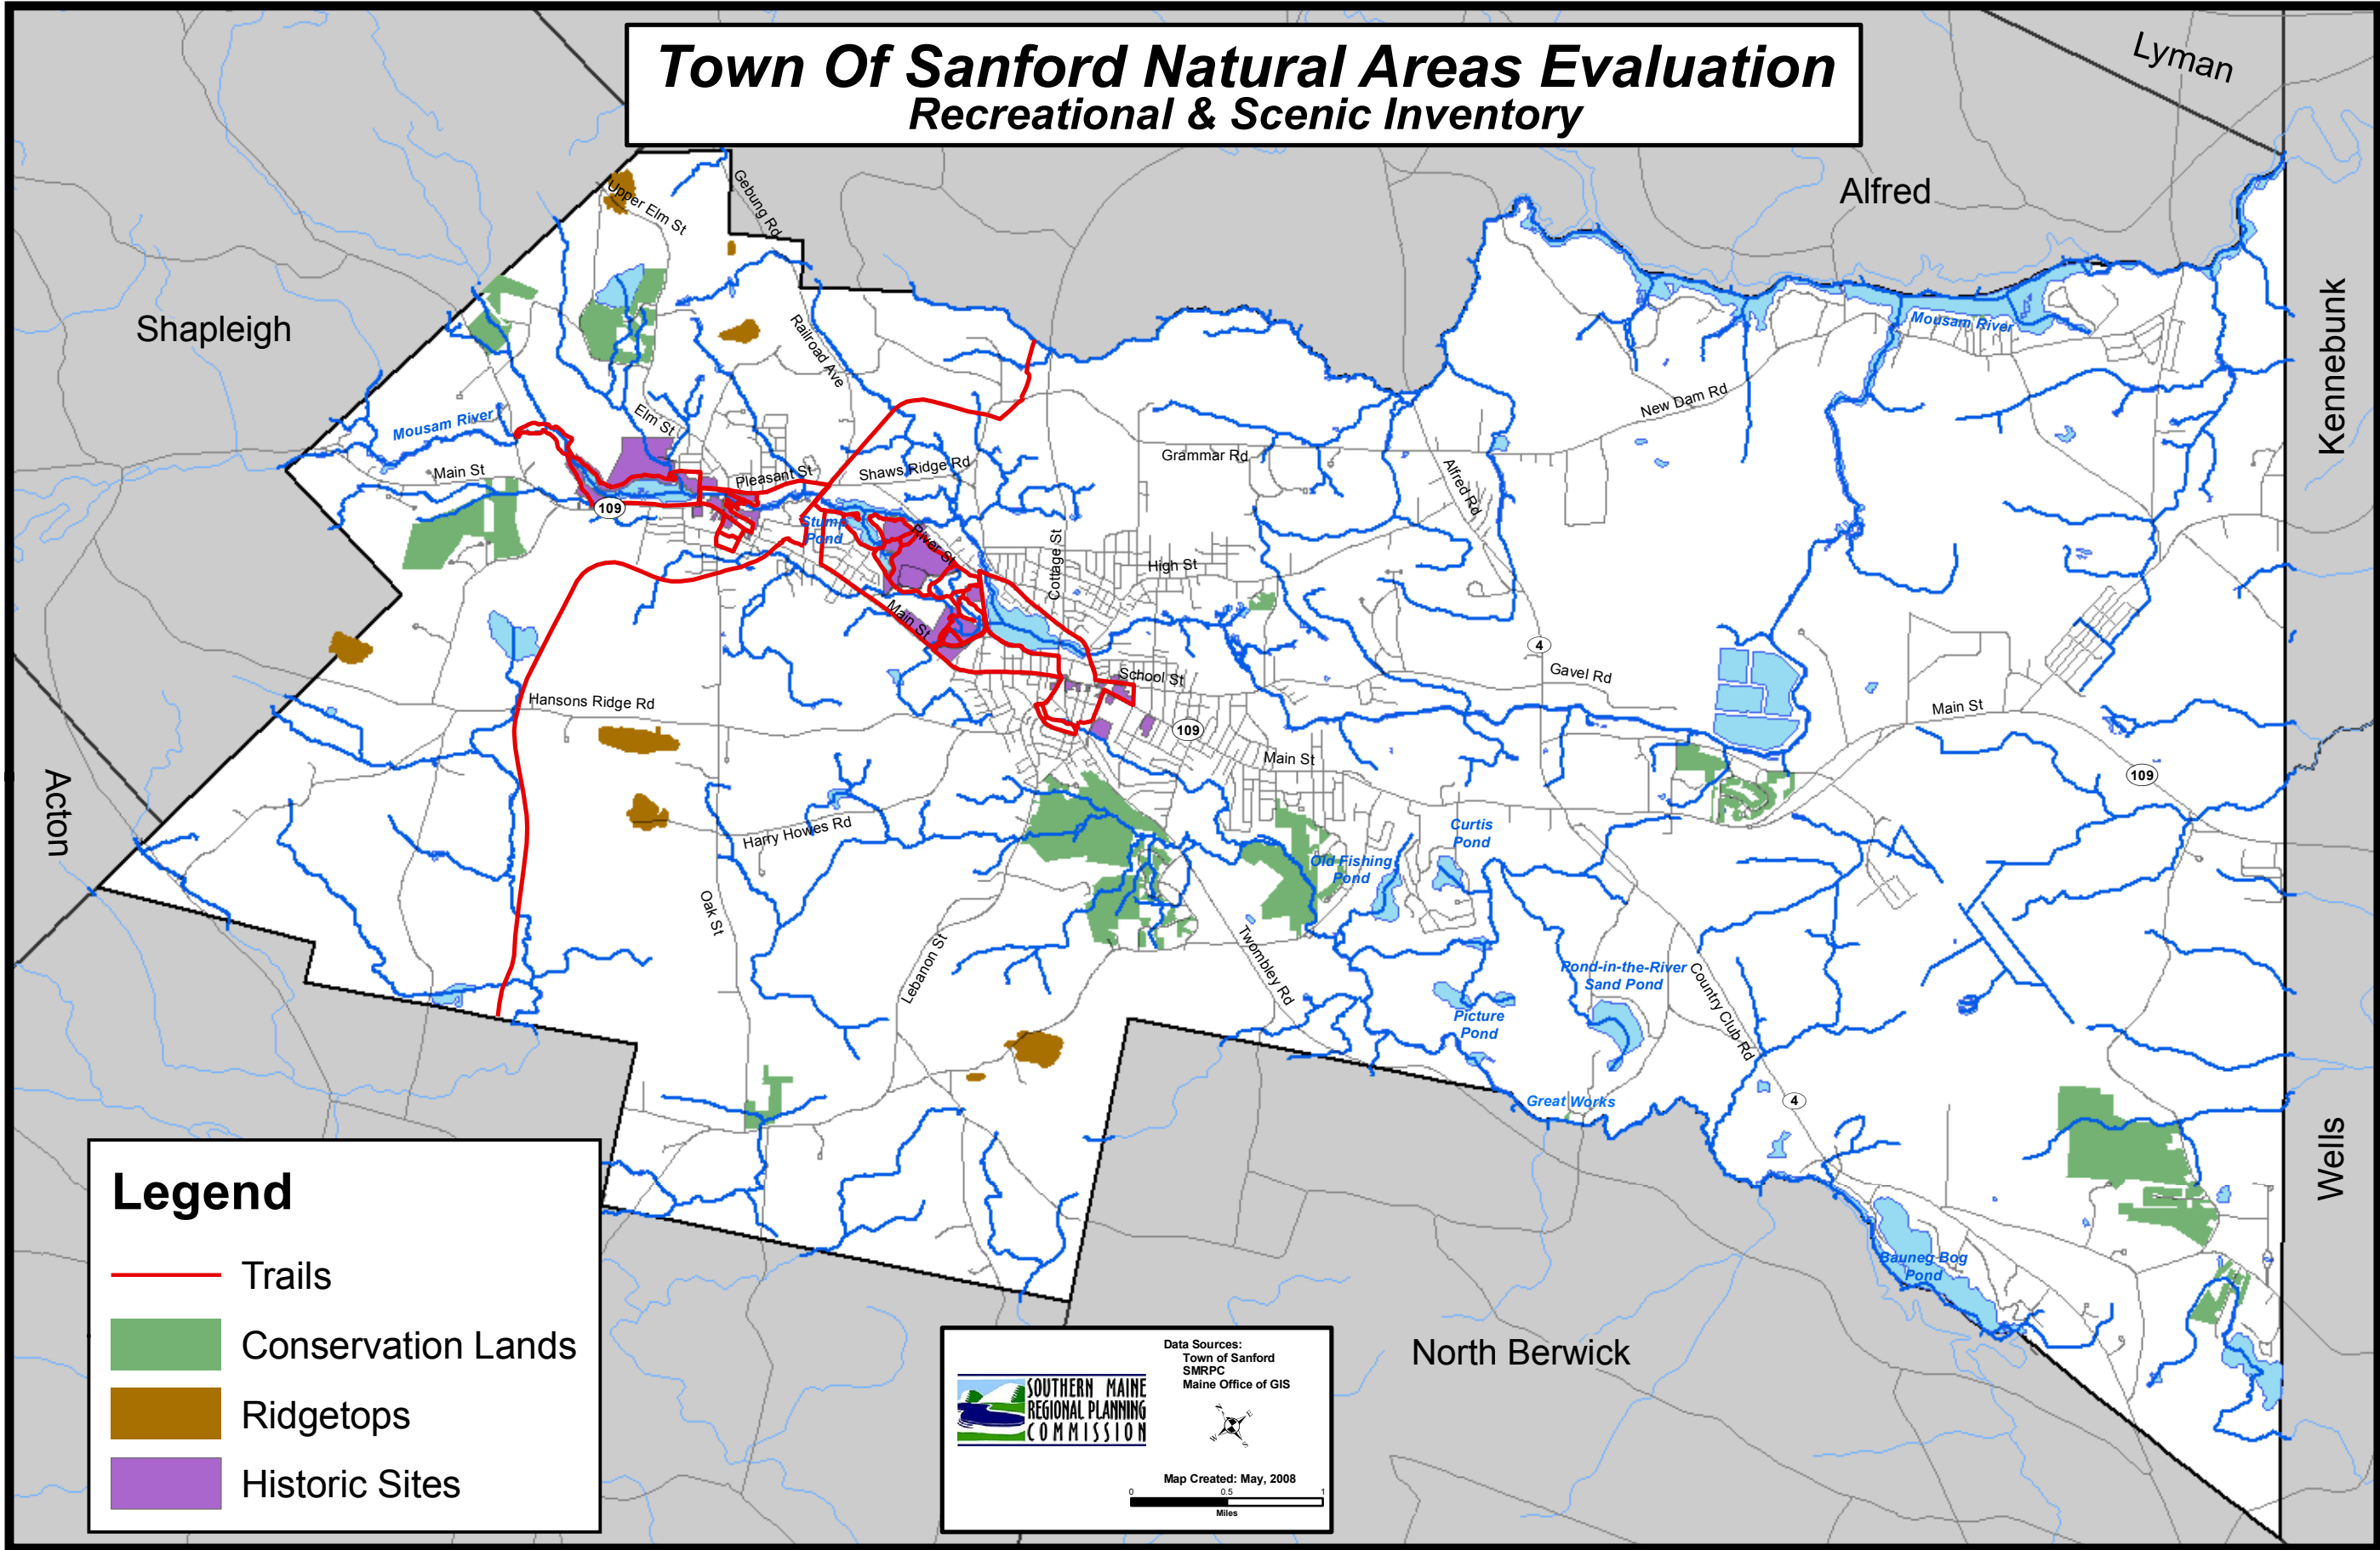 Town Of Sanford Natural Areas Evaluation
Recreational & Scenic Inventory
Lyman
Alfred
Shapleigh
Kennebunk
Acton
Wells
North Berwick
Upper Elm St
Gebung Rd
Railroad Ave
Mousam River
Mousam River
Elm St
Main St
109
Pleasant St
Shaws Ridge Rd
Stump
Pond
River St
Main St
Cottage St
High St
Grammar Rd
Alfred Rd
New Dam Rd
4
Gavel Rd
School St
109
Main St
Main St
109
Hansons Ridge Rd
Harry Howes Rd
Oak St
Lebanon St
Twombley Rd
Old Fishing
Pond
Curtis
Pond
Pond-in-the-River
Sand Pond
Picture
Pond
Country Club Rd
Great Works
4
Bauneg Bog
Pond
Legend
Trails
Conservation Lands
Ridgetops
Historic Sites
SOUTHERN MAINE
REGIONAL PLANNING
COMMISSION
Data Sources:
Town of Sanford
SMRPC
Maine Office of GIS
N
E
W
S
Map Created: May, 2008
0 0.5 1
Miles